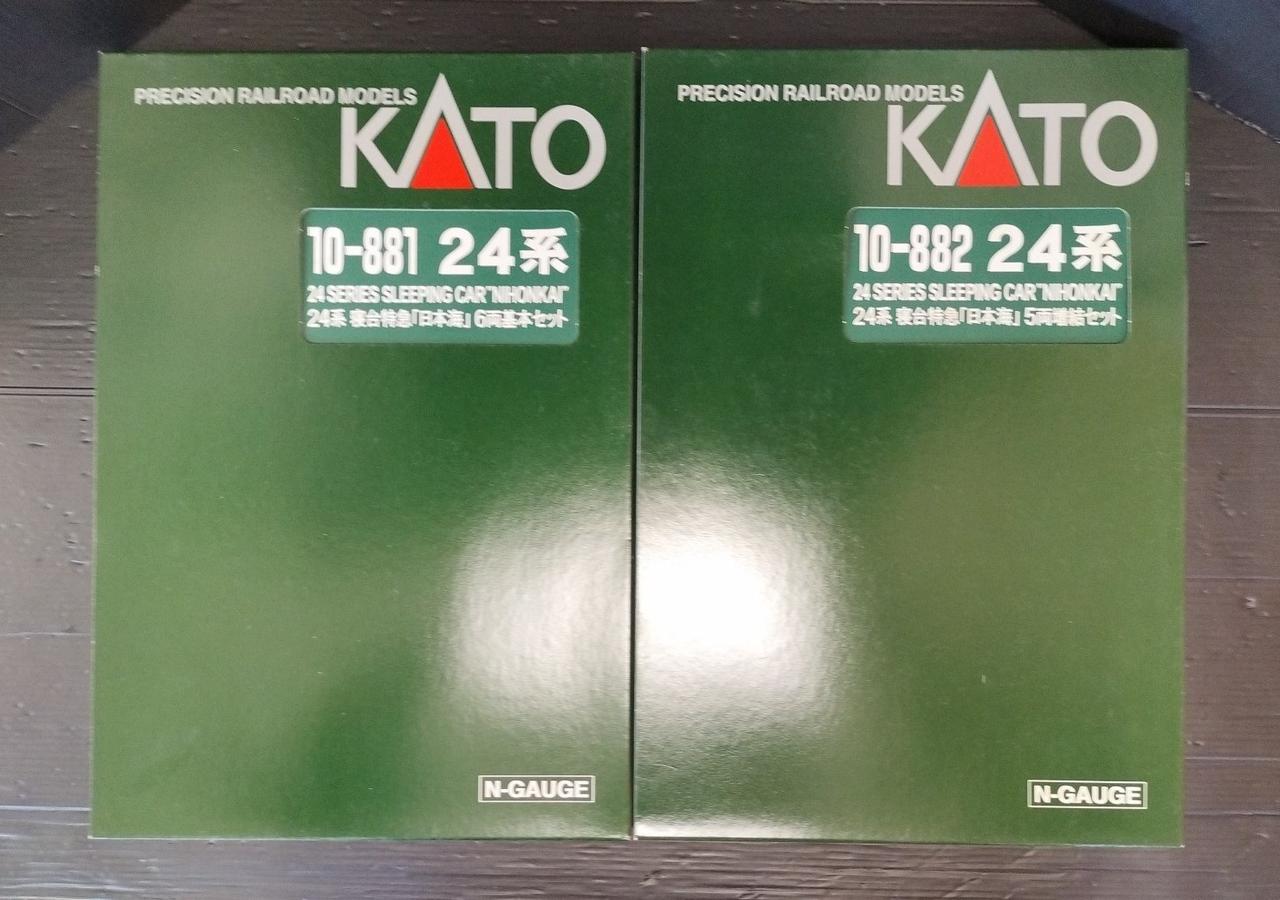 PRECISION RAILROAD MODELS
KATO
10-881 24系
24 SERIES SLEEPING CAR "NIHONKAI"
24系 寝台特急「日本海」6両基本セット
N-GAUGE
PRECISION RAILROAD MODELS
KATO
10-882 24系
24 SERIES SLEEPING CAR "NIHONKAI"
24系 寝台特急「日本海」5両増結セット
N-GAUGE